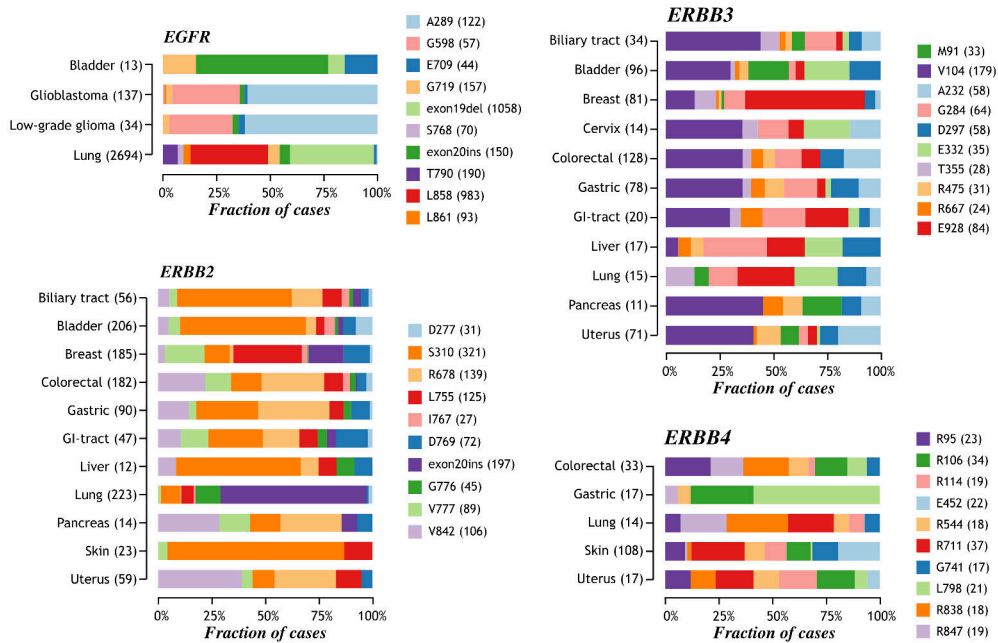 EGFR
Bladder (13)
Glioblastoma (137)
Low-grade glioma (34)
Lung (2694)
0% 25% 50% 75% 100%
Fraction of cases
A289 (122)
G598 (57)
E709 (44)
G719 (157)
exon19del (1058)
S768 (70)
exon20ins (150)
T790 (190)
L858 (983)
L861 (93)
ERBB2
Biliary tract (56)
Bladder (206)
Breast (185)
Colorectal (182)
Gastric (90)
GI-tract (47)
Liver (12)
Lung (223)
Pancreas (14)
Skin (23)
Uterus (59)
0% 25% 50% 75% 100%
Fraction of cases
D277 (31)
S310 (321)
R678 (139)
L755 (125)
I767 (27)
D769 (72)
exon20ins (197)
G776 (45)
V777 (89)
V842 (106)
ERBB3
Biliary tract (34)
Bladder (96)
Breast (81)
Cervix (14)
Colorectal (128)
Gastric (78)
GI-tract (20)
Liver (17)
Lung (15)
Pancreas (11)
Uterus (71)
0% 25% 50% 75% 100%
Fraction of cases
M91 (33)
V104 (179)
A232 (58)
G284 (64)
D297 (58)
E332 (35)
T355 (28)
R475 (31)
R667 (24)
E928 (84)
ERBB4
Colorectal (33)
Gastric (17)
Lung (14)
Skin (108)
Uterus (17)
0% 25% 50% 75% 100%
Fraction of cases
R95 (23)
R106 (34)
R114 (19)
E452 (22)
R544 (18)
R711 (37)
G741 (17)
L798 (21)
R838 (18)
R847 (19)